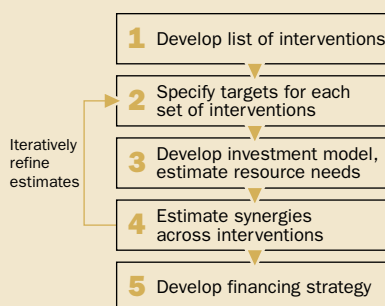 1 Develop list of interventions
2 Specify targets for each
set of interventions
Iteratively
refine
estimates
3 Develop investment model,
estimate resource needs
4 Estimate synergies
across interventions
5 Develop financing strategy